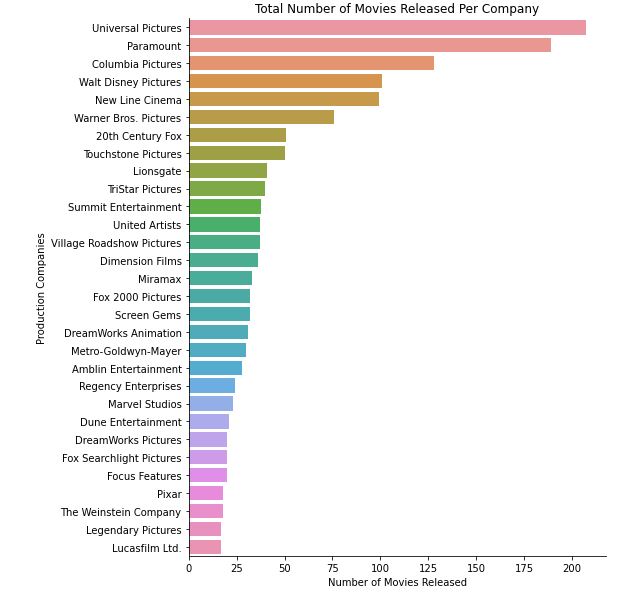 Total Number of Movies Released Per Company
Universal Pictures
Paramount
Columbia Pictures
Walt Disney Pictures
New Line Cinema
Warner Bros. Pictures
20th Century Fox
Touchstone Pictures
Lionsgate
TriStar Pictures
Summit Entertainment
United Artists
Village Roadshow Pictures
Dimension Films
Miramax
Fox 2000 Pictures
Screen Gems
DreamWorks Animation
Metro-Goldwyn-Mayer
Amblin Entertainment
Regency Enterprises
Marvel Studios
Dune Entertainment
DreamWorks Pictures
Fox Searchlight Pictures
Focus Features
Pixar
The Weinstein Company
Legendary Pictures
Lucasfilm Ltd.
Production Companies
0 25 50 75 100 125 150 175 200
Number of Movies Released